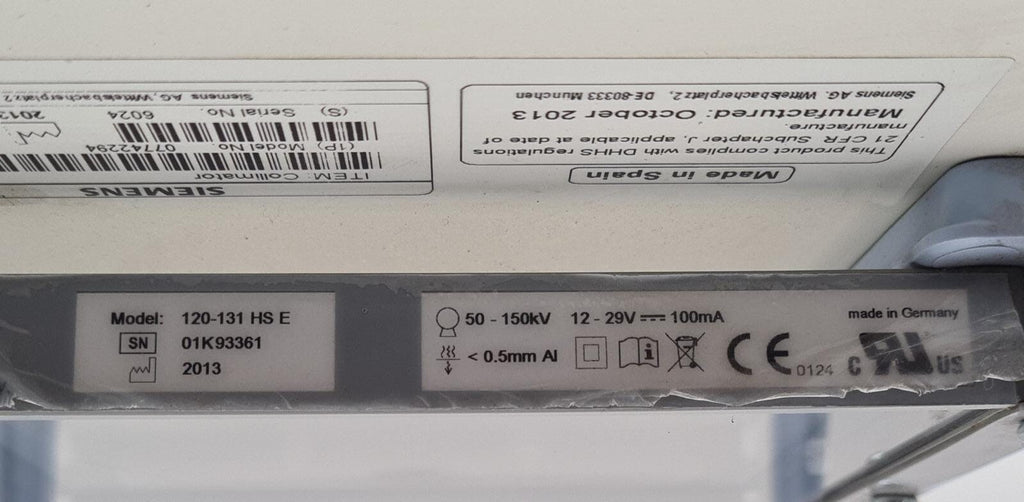 SIEMENS
ITEM: Collimator
(1P) Model No. 07742294
(S) Serial No. 6024
Siemens AG, Wittelsbacherplatz 2
Made in Spain
This product complies with DHHS regulations
21 CFR Subchapter J, applicable at date of
manufacture.
Manufactured: October 2013
Siemens AG, Wittelsbacherplatz 2, DE-80333 Munchen
Model: 120-131 HS E
SN 01K93361
2013
50 - 150kV 12 - 29V 100mA
< 0.5mm Al
CE 0124
made in Germany
C RU US